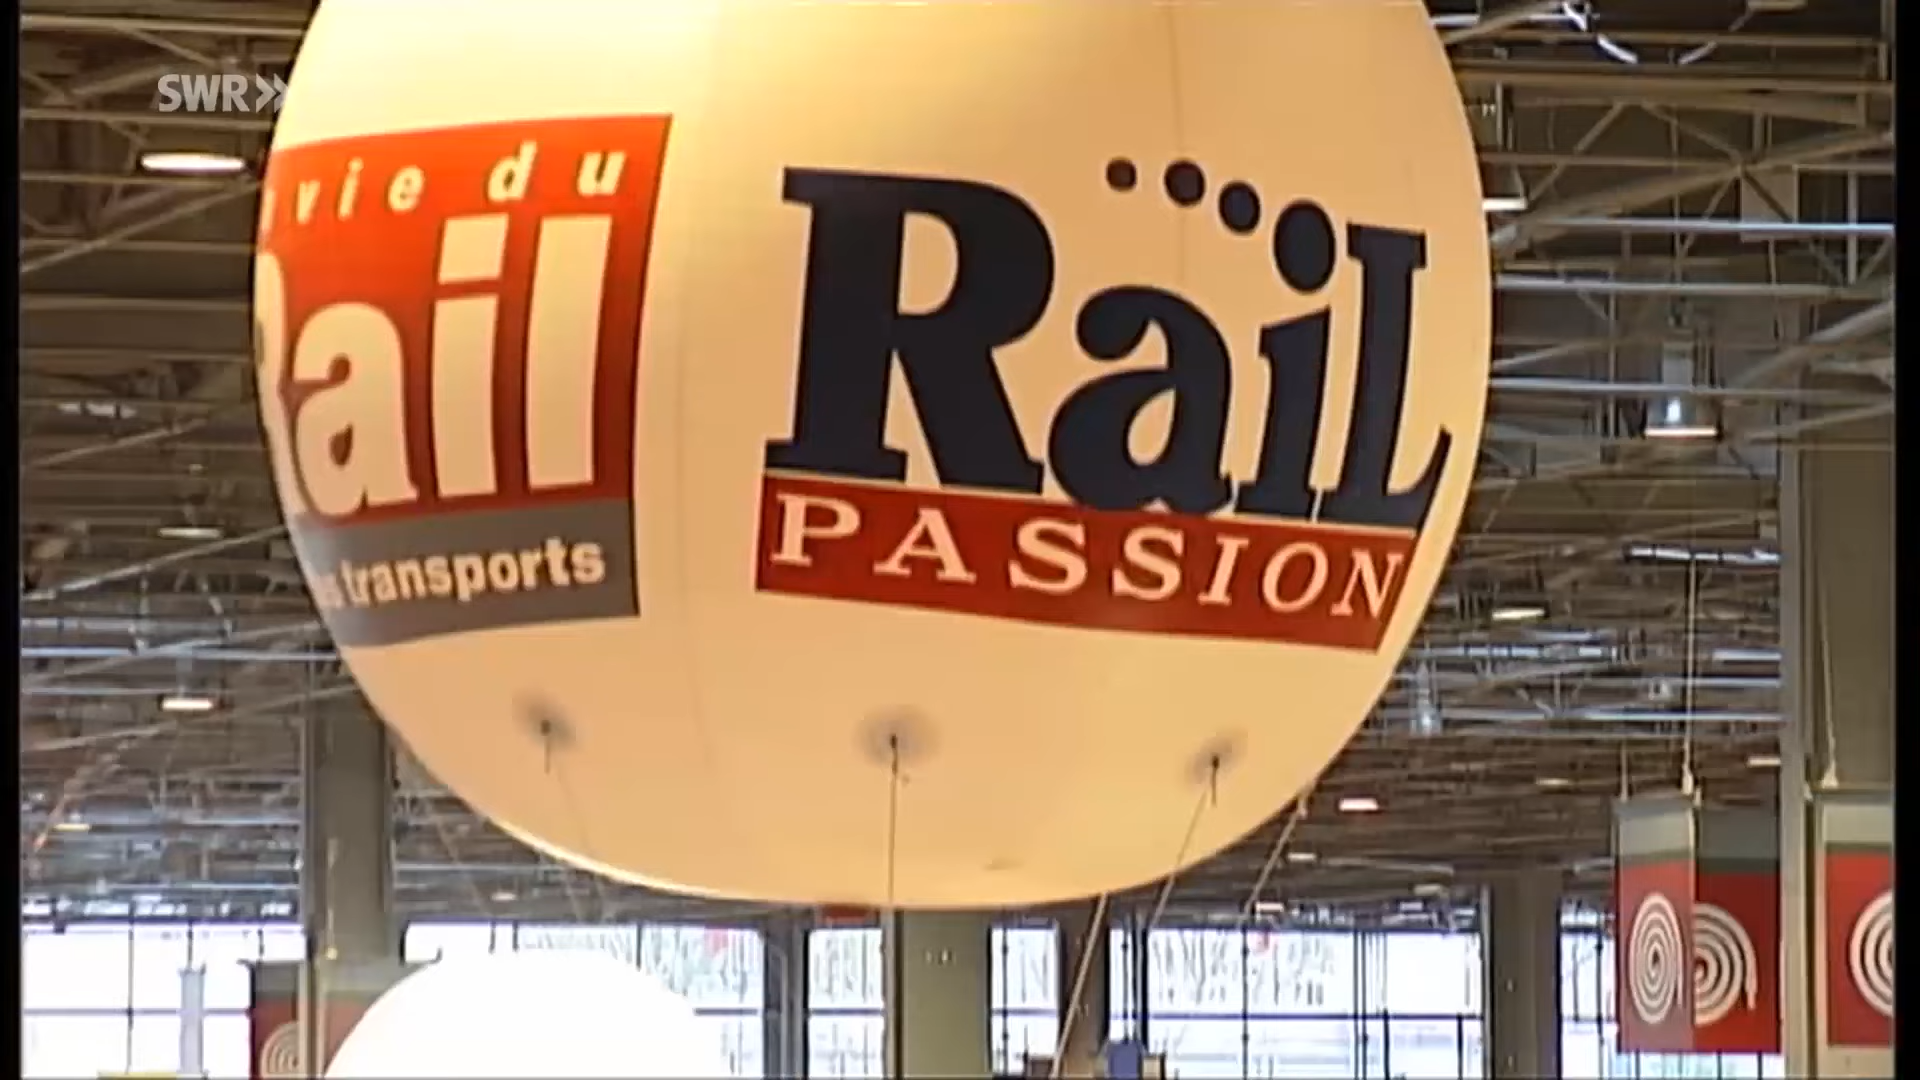 SWR»
vie du
Rail
transports
RaiL
PASSION